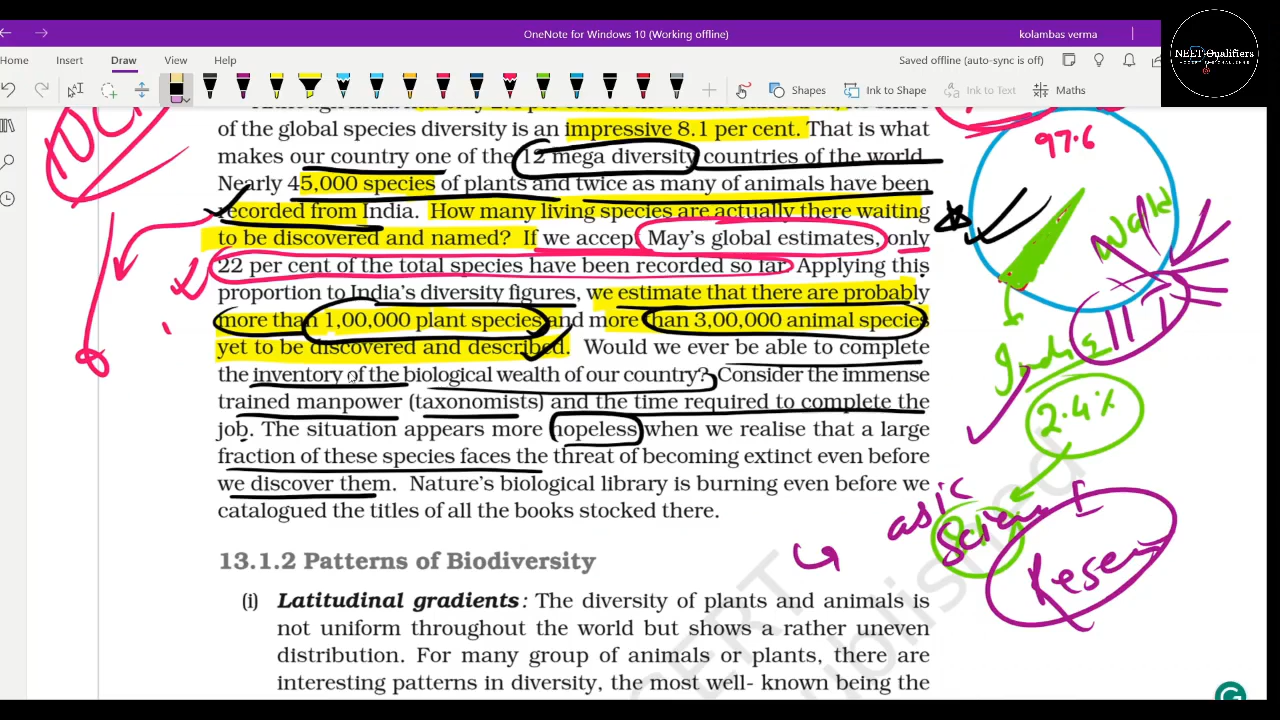 OneNote for Windows 10 (Working offline)
kolambas verma
NEET Qualifiers
Home Insert Draw View Help
Saved offline (auto-sync is off)
Shapes Ink to Shape Ink to Text Maths
of the global species diversity is an impressive 8.1 per cent. That is what
makes our country one of the 12 mega diversity countries of the world.
Nearly 45,000 species of plants and twice as many of animals have been
recorded from India. How many living species are actually there waiting
to be discovered and named? If we accept May's global estimates, only
22 per cent of the total species have been recorded so far. Applying this
proportion to India's diversity figures, we estimate that there are probably
more than 1,00,000 plant species and more than 3,00,000 animal species
yet to be discovered and described. Would we ever be able to complete
the inventory of the biological wealth of our country? Consider the immense
trained manpower (taxonomists) and the time required to complete the
job. The situation appears more hopeless when we realise that a large
fraction of these species faces the threat of becoming extinct even before
we discover them. Nature's biological library is burning even before we
catalogued the titles of all the books stocked there.
13.1.2 Patterns of Biodiversity
(i) Latitudinal gradients : The diversity of plants and animals is
not uniform throughout the world but shows a rather uneven
distribution. For many group of animals or plants, there are
interesting patterns in diversity, the most well- known being the
97.6
India
2.4%
8.1